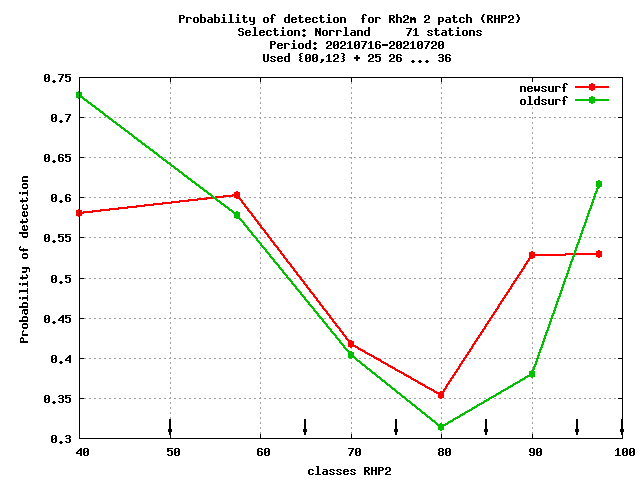 Probability of detection  for Rh2m 2 patch (RHP2)
Selection: Norrland     71 stations
Period: 20210716-20210720
Used {00,12} + 25 26 ... 36
newsurf
oldsurf
Probability of detection
0.75
0.7
0.65
0.6
0.55
0.5
0.45
0.4
0.35
0.3
40 50 60 70 80 90 100
classes RHP2